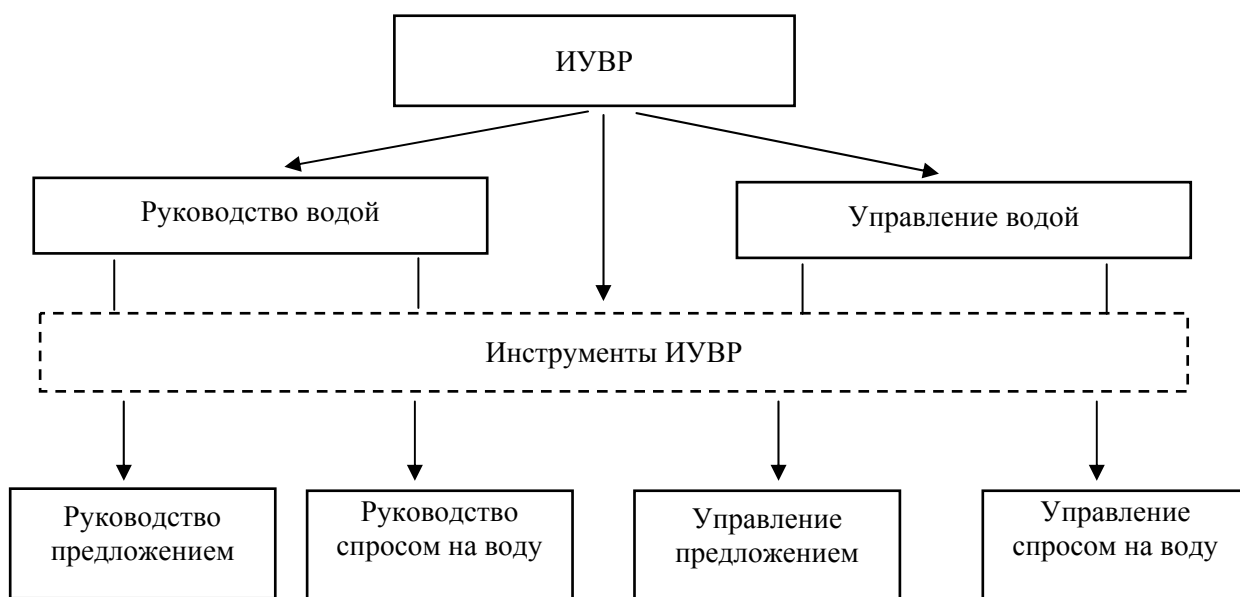 ИУВР
Руководство водой
Управление водой
Инструменты ИУВР
Руководство
предложением
Руководство
спросом на воду
Управление
предложением
Управление
спросом на воду